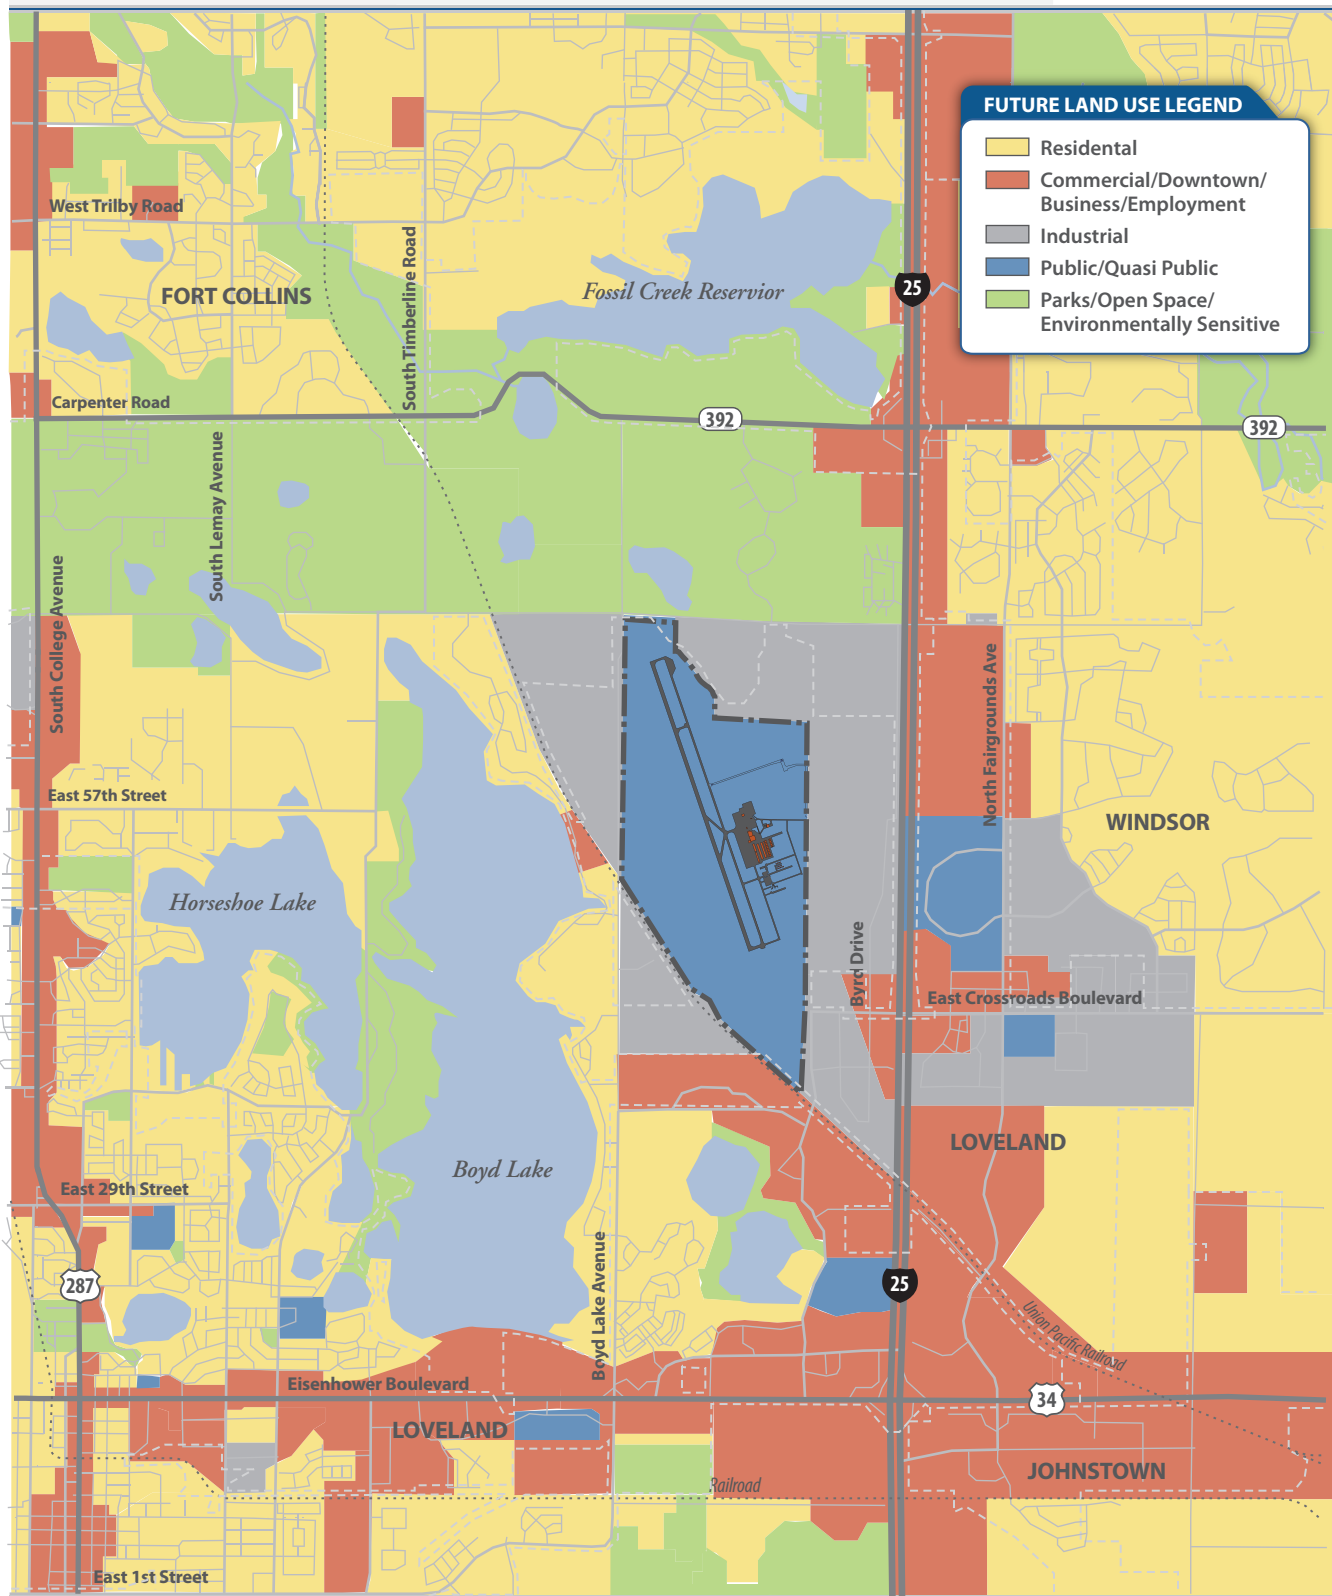 FUTURE LAND USE LEGEND
Residental
Commercial/Downtown/
Business/Employment
Industrial
Public/Quasi Public
Parks/Open Space/
Environmentally Sensitive
West Trilby Road
FORT COLLINS
South Timberline Road
Fossil Creek Reservior
25
Carpenter Road
392
392
South Lemay Avenue
South College Avenue
North Fairgrounds Ave
East 57th Street
WINDSOR
Horseshoe Lake
Byrd Drive
East Crossroads Boulevard
LOVELAND
Boyd Lake
East 29th Street
Boyd Lake Avenue
287
25
Union Pacific Railroad
Eisenhower Boulevard
34
LOVELAND
JOHNSTOWN
Railroad
East 1st Street